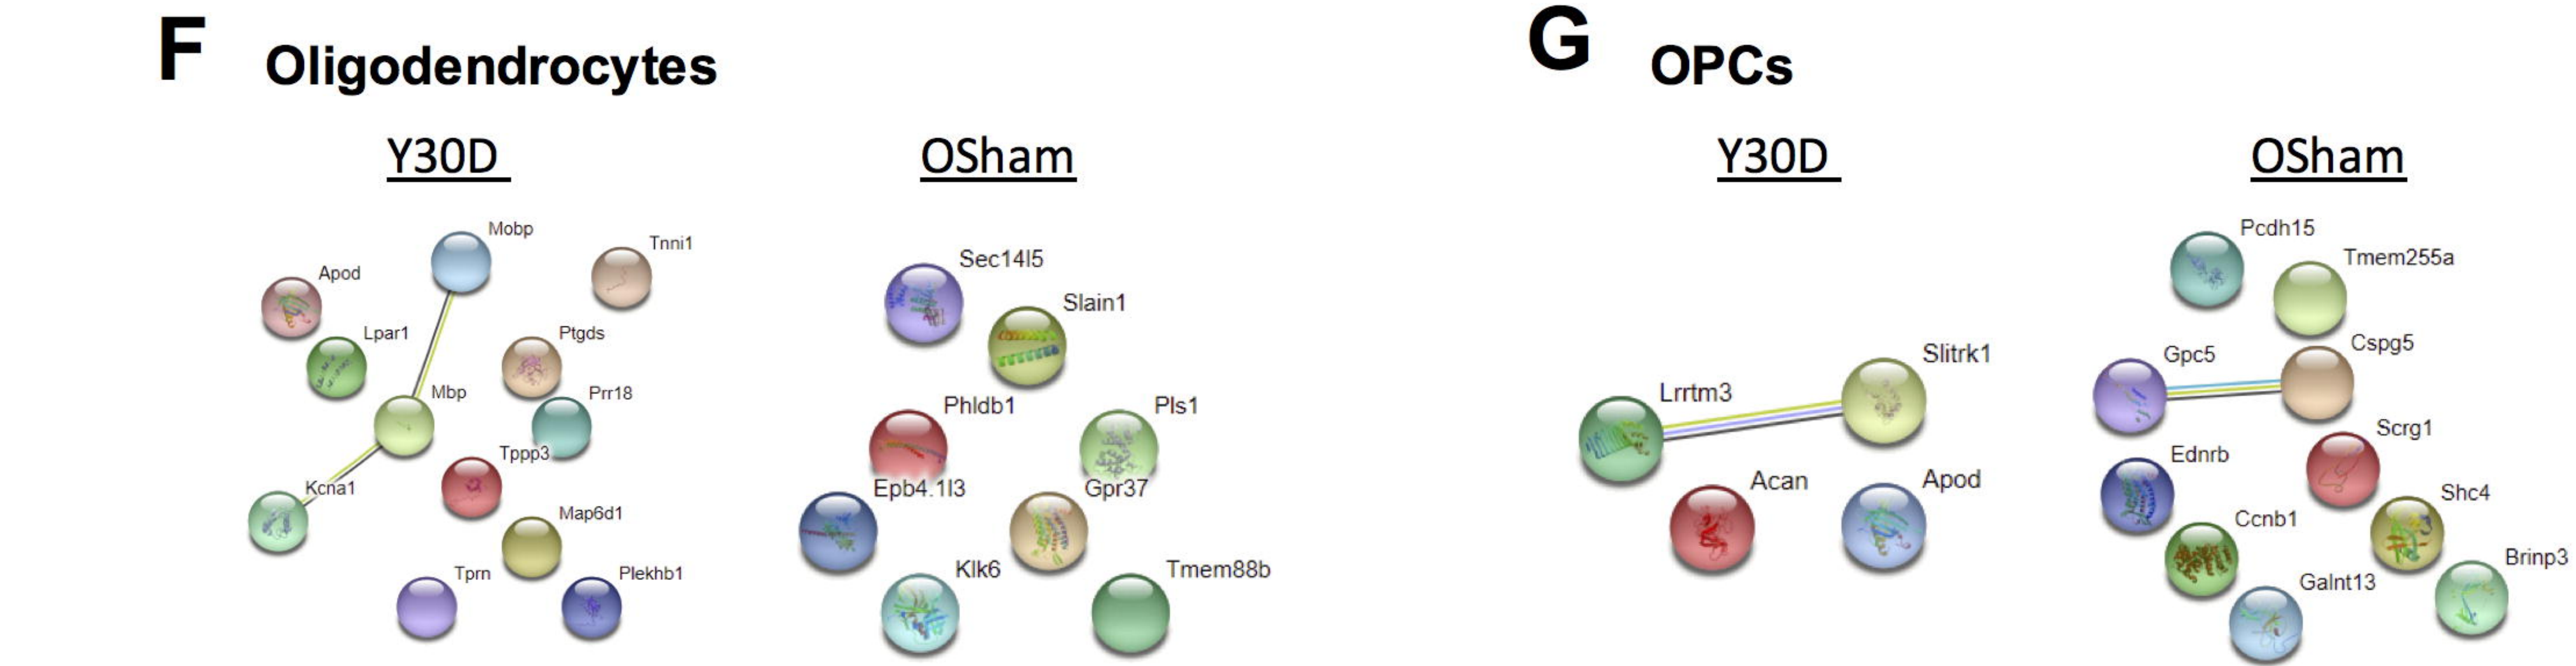 F Oligodendrocytes
Y30D
OSham
Mobp
Tnni1
Apod
Lpar1
Ptgds
Mbp
Prr18
Tppp3
Kcna1
Map6d1
Tprn
Plekhb1
Sec14l5
Slain1
Phldb1
Pls1
Epb4.1l3
Gpr37
Klk6
Tmem88b
G OPCs
Y30D
OSham
Slitrk1
Lrrtm3
Acan
Apod
Pcdh15
Tmem255a
Gpc5
Cspg5
Scrg1
Ednrb
Shc4
Ccnb1
Brinp3
Galnt13